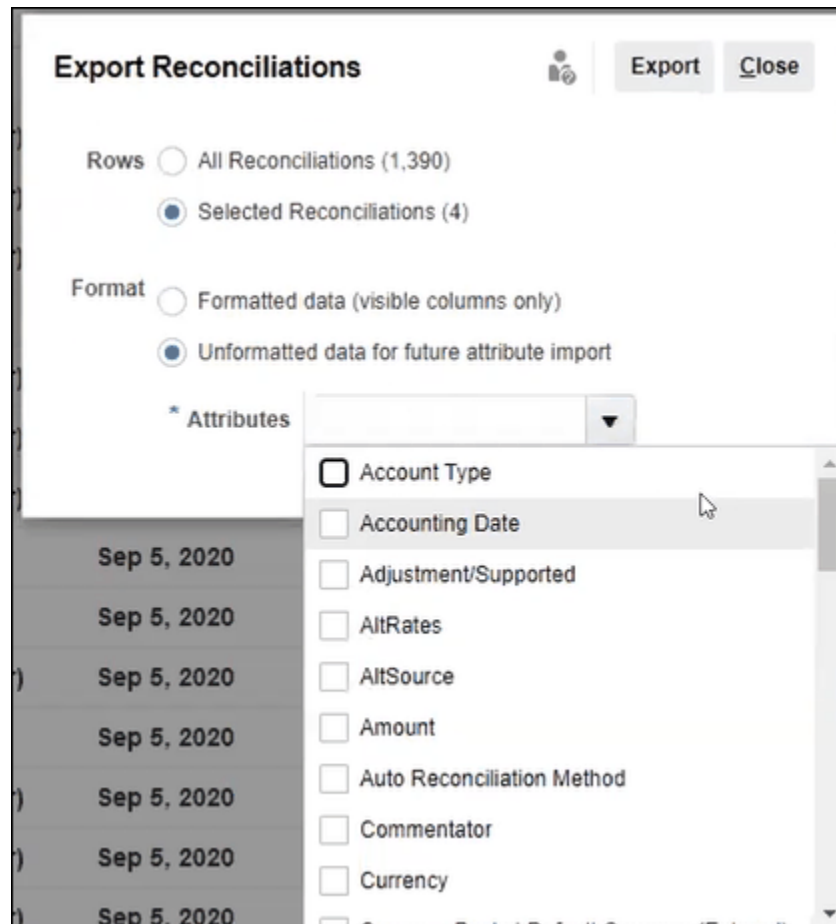 Export Reconciliations Export Close
Rows All Reconciliations (1,390)
Selected Reconciliations (4)
Format Formatted data (visible columns only)
Unformatted data for future attribute import
* Attributes
Account Type
Accounting Date
Adjustment/Supported
Sep 5, 2020
Sep 5, 2020 AltRates
Sep 5, 2020 AltSource
Sep 5, 2020 Amount
Sep 5, 2020 Auto Reconciliation Method
Sep 5, 2020 Commentator
Sep 5, 2020 Currency